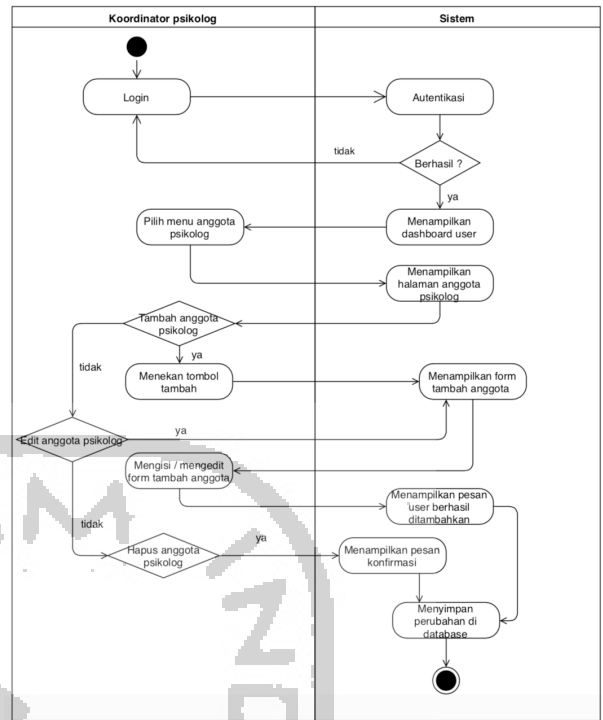 Koordinator psikolog
Sistem
Login
Autentikasi
tidak
Berhasil ?
ya
Pilih menu anggota
psikolog
Menampilkan
dashboard user
Menampilkan
halaman anggota
psikolog
Tambah anggota
psikolog
ya
tidak
Menekan tombol
tambah
Menampilkan form
tambah anggota
ya
Edit anggota psikolog
Mengisi / mengedit
form tambah anggota
Menampilkan pesan
user berhasil
ditambahkan
tidak
ya
Hapus anggota
psikolog
Menampilkan pesan
konfirmasi
Menyimpan
perubahan di
database